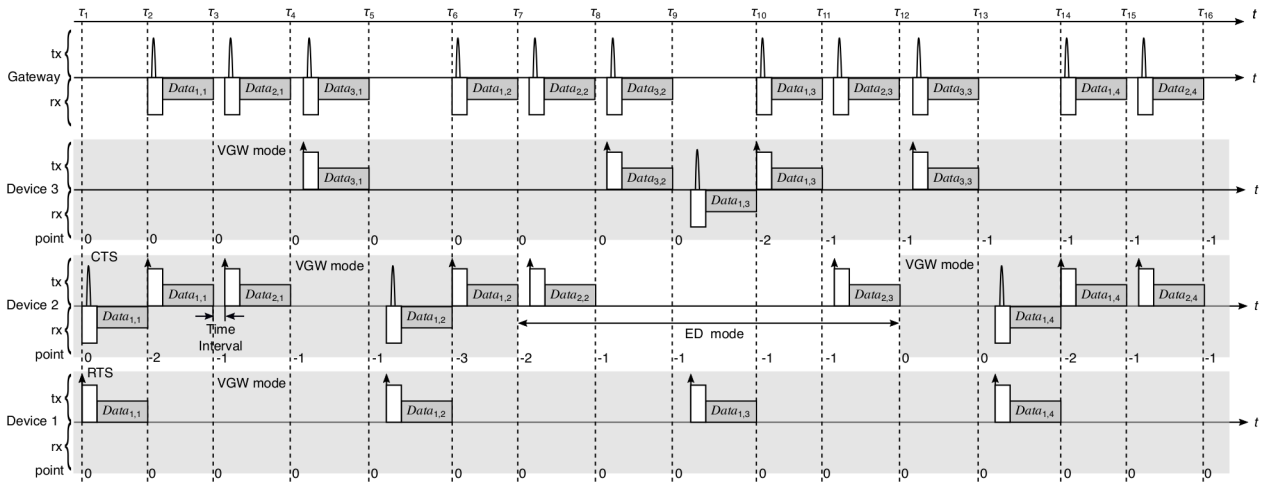 τ1 τ2 τ3 τ4 τ5 τ6 τ7 τ8 τ9 τ10 τ11 τ12 τ13 τ14 τ15 τ16 t
tx
Gateway t
rx
Data1,1 Data2,1 Data3,1 Data1,2 Data2,2 Data3,2 Data1,3 Data2,3 Data3,3 Data1,4 Data2,4
VGW mode
tx Data3,1 Data3,2 Data1,3 Data3,3
Device 3 t
rx Data1,3
point 0 0 0 0 0 0 0 0 0 -2 -1 -1 -1 -1 -1 -1
CTS VGW mode VGW mode
tx Data1,1 Data2,1 Data1,2 Data2,2 Data2,3 Data1,4 Data2,4
Device 2 t
rx Data1,1 Data1,2 Data1,4
Time
Interval
ED mode
point 0 -2 -1 -1 -1 -3 -2 -1 -1 -1 -1 0 0 -2 -1 -1
RTS VGW mode
tx Data1,1 Data1,2 Data1,3 Data1,4
Device 1 t
rx
point 0 0 0 0 0 0 0 0 0 0 0 0 0 0 0 0